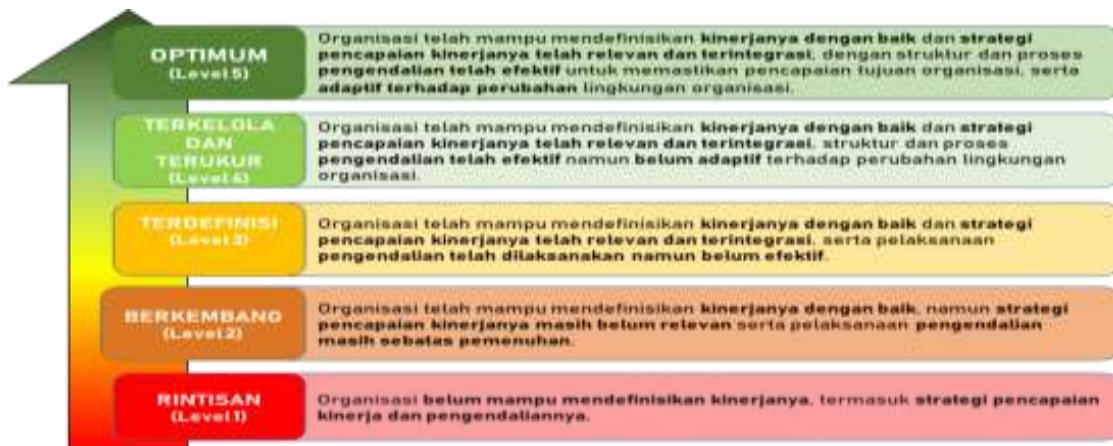 OPTIMUM
(Level 5)
Organisasi telah mampu mendefinisikan kinerjanya dengan baik dan strategi
pencapaian kinerjanya telah relevan dan terintegrasi, dengan struktur dan proses
pengendalian telah efektif untuk memastikan pencapaian tujuan organisasi, serta
adaptif terhadap perubahan lingkungan organisasi.
TERKELOLA
DAN
TERUKUR
(Level 4)
Organisasi telah mampu mendefinisikan kinerjanya dengan baik dan strategi
pencapaian kinerjanya telah relevan dan terintegrasi, struktur dan proses
pengendalian telah efektif namun belum adaptif terhadap perubahan lingkungan
organisasi.
TERDEFINISI
(Level 3)
Organisasi telah mampu mendefinisikan kinerjanya dengan baik dan strategi
pencapaian kinerjanya telah relevan dan terintegrasi, serta pelaksanaan
pengendalian telah dilaksanakan namun belum efektif.
BERKEMBANG
(Level 2)
Organisasi telah mampu mendefinisikan kinerjanya dengan baik, namun strategi
pencapaian kinerjanya masih belum relevan serta pelaksanaan pengendalian
masih sebatas pemenuhan.
RINTISAN
(Level 1)
Organisasi belum mampu mendefinisikan kinerjanya, termasuk strategi pencapaian
kinerja dan pengendaliannya.